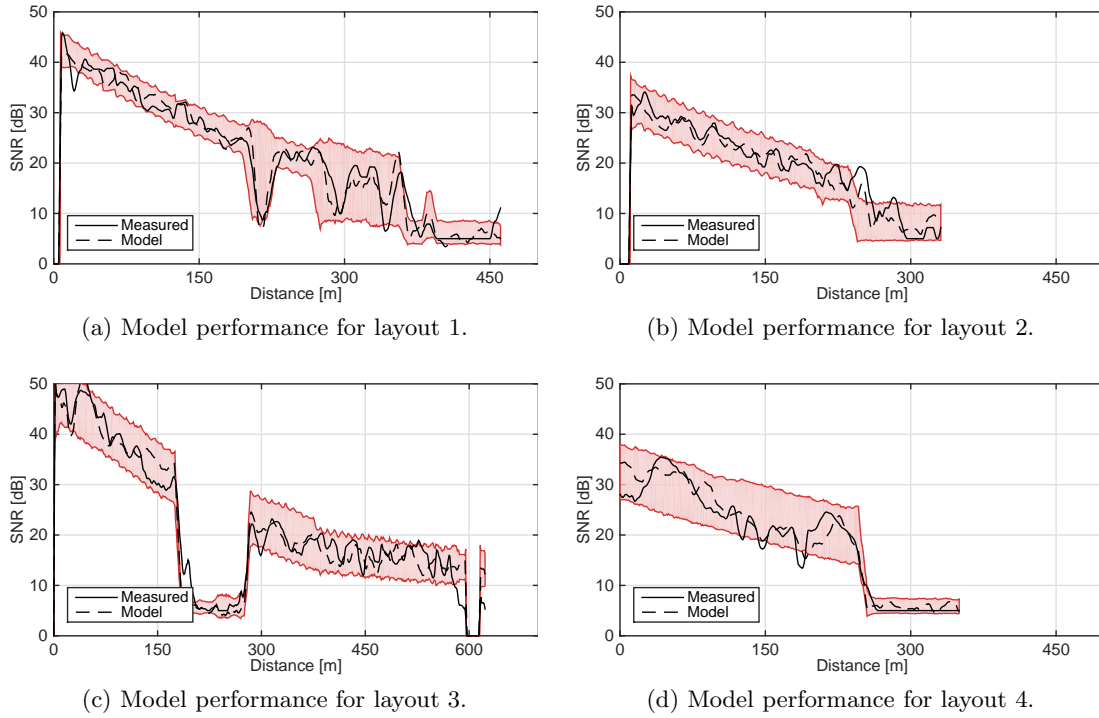 50
40
30
20
10
0
SNR [dB]
Measured
Model
0 150 300 450
Distance [m]
(a) Model performance for layout 1.
50
40
30
20
10
0
SNR [dB]
Measured
Model
0 150 300 450
Distance [m]
(b) Model performance for layout 2.
50
40
30
20
10
0
SNR [dB]
Measured
Model
0 150 300 450 600
Distance [m]
(c) Model performance for layout 3.
50
40
30
20
10
0
SNR [dB]
Measured
Model
0 150 300 450
Distance [m]
(d) Model performance for layout 4.